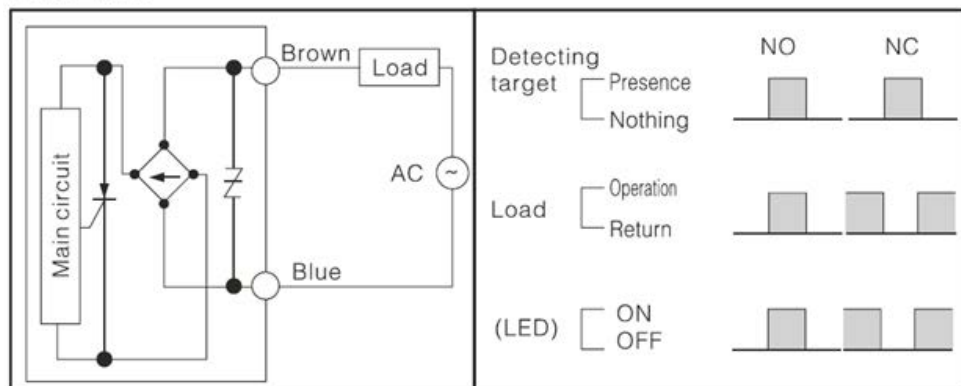 Main circuit
Brown
Load
AC
~
Blue
NO NC
Detecting
target
Presence
Nothing
Load
Operation
Return
(LED)
ON
OFF